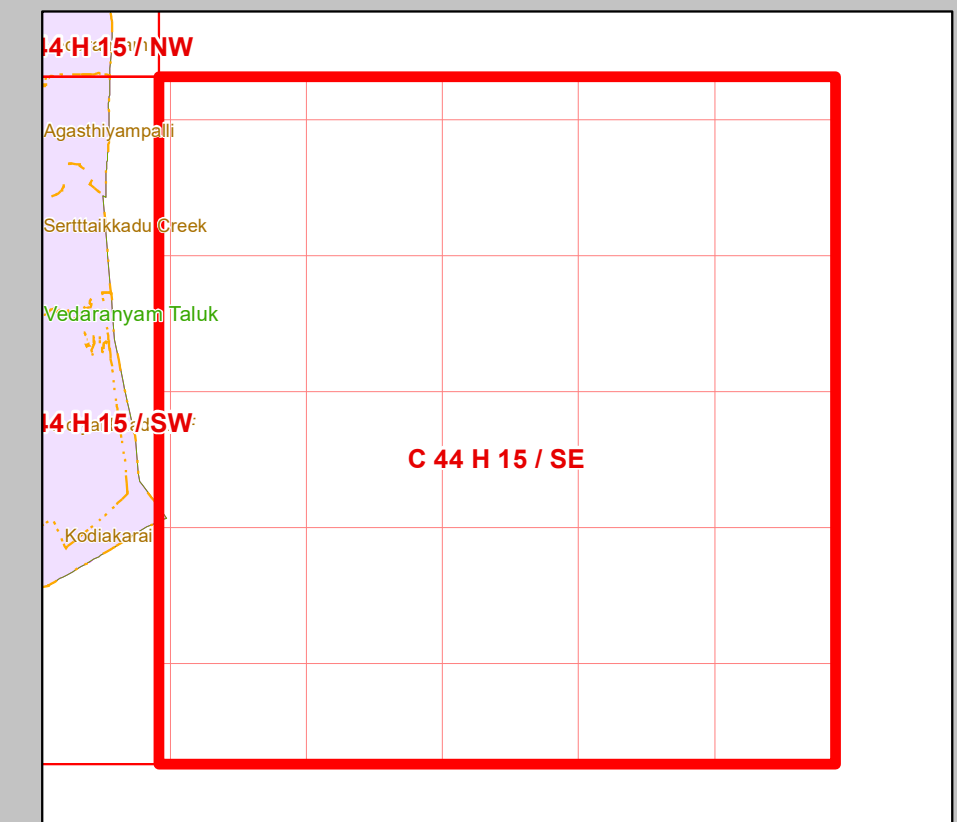 44 H 15 / NW
Agasthiyampalli
Sertttaikkadu Creek
Vedaranyam Taluk
44 H 15 / SW
C 44 H 15 / SE
Kodiakarai